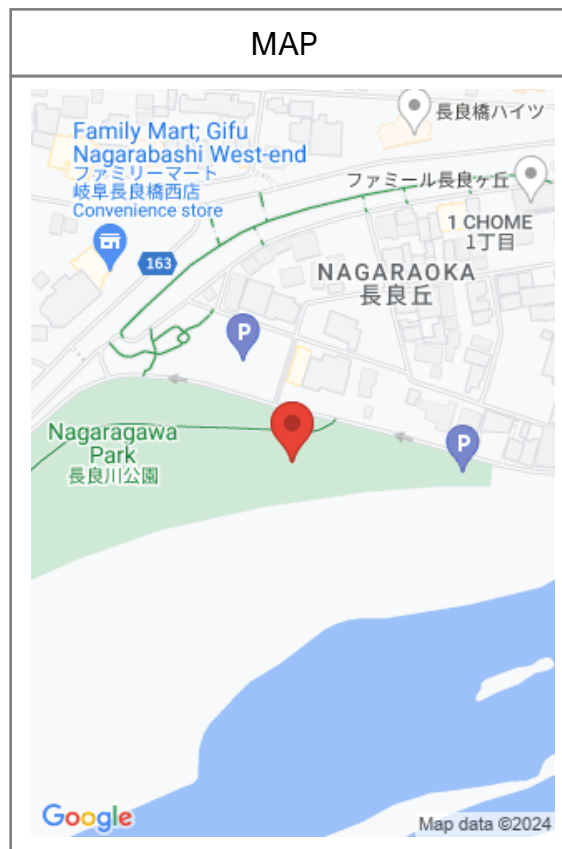 MAP
長良橋ハイツ
Family Mart; Gifu
Nagarabashi West-end
ファミリーマート
岐阜長良橋西店
Convenience store
ファミール長良ヶ丘
1 CHOME
1丁目
163
NAGARAOKA
長良丘
P
P
Nagaragawa
Park
長良川公園
Google
Map data ©2024